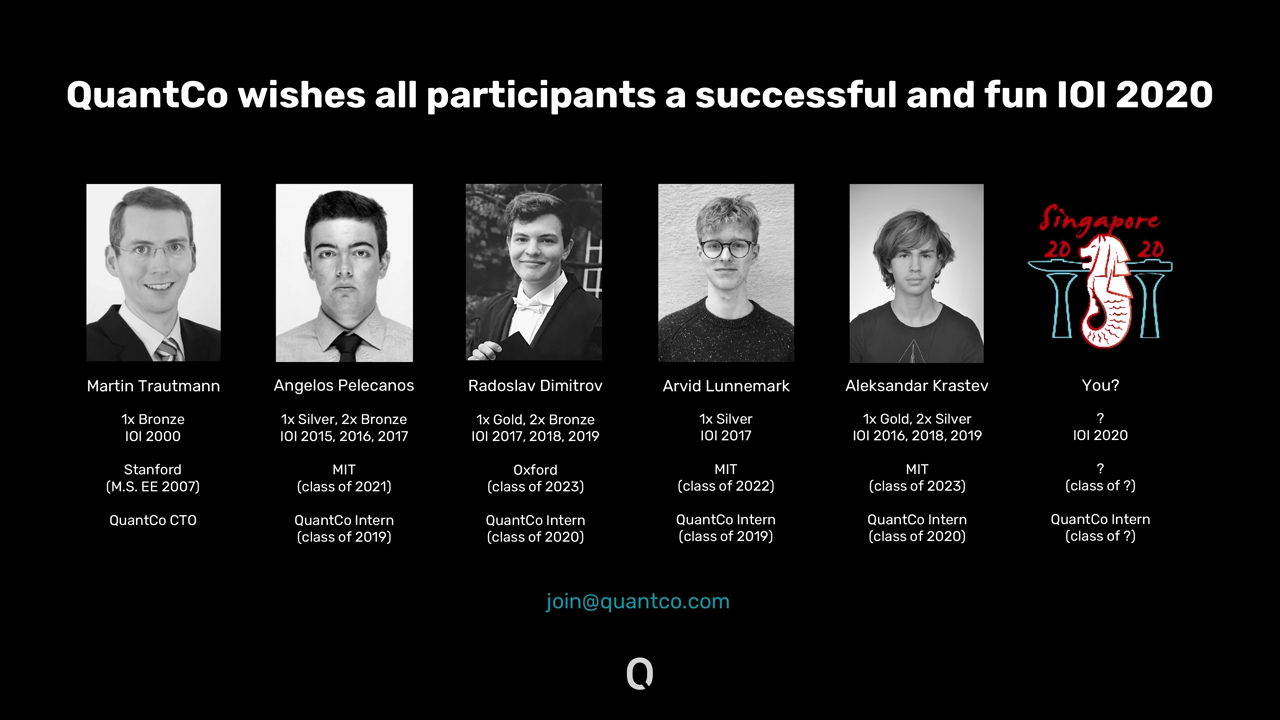 QuantCo wishes all participants a successful and fun IOI 2020
Singapore
20 20
Martin Trautmann
1x Bronze
IOI 2000
Stanford
(M.S. EE 2007)
QuantCo CTO
Angelos Pelecanos
1x Silver, 2x Bronze
IOI 2015, 2016, 2017
MIT
(class of 2021)
QuantCo Intern
(class of 2019)
Radoslav Dimitrov
1x Gold, 2x Bronze
IOI 2017, 2018, 2019
Oxford
(class of 2023)
QuantCo Intern
(class of 2020)
Arvid Lunnemark
1x Silver
IOI 2017
MIT
(class of 2022)
QuantCo Intern
(class of 2019)
Aleksandar Krastev
1x Gold, 2x Silver
IOI 2016, 2018, 2019
MIT
(class of 2023)
QuantCo Intern
(class of 2020)
You?
?
IOI 2020
?
(class of ?)
QuantCo Intern
(class of ?)
join@quantco.com
Q